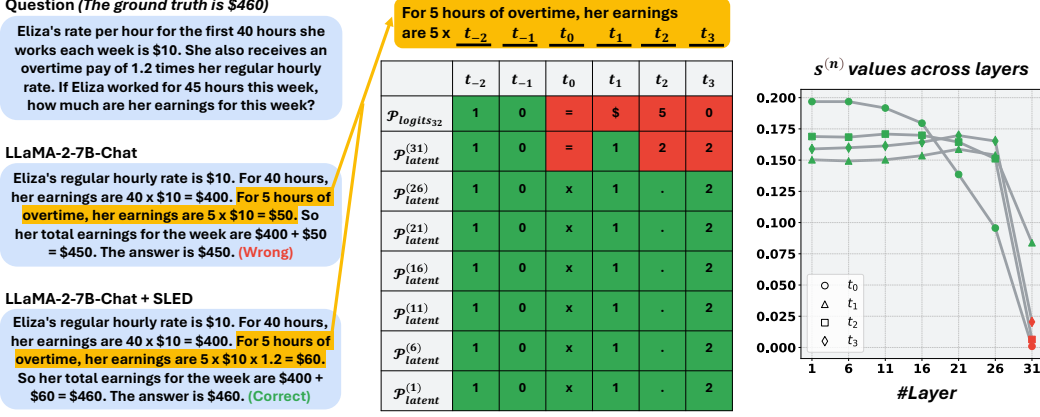 Question (The ground truth is $460)
Eliza's rate per hour for the first 40 hours she
works each week is $10. She also receives an
overtime pay of 1.2 times her regular hourly
rate. If Eliza worked for 45 hours this week,
how much are her earnings for this week?
LLaMA-2-7B-Chat
Eliza's regular hourly rate is $10. For 40 hours,
her earnings are 40 x $10 = $400. For 5 hours of
overtime, her earnings are 5 x $10 = $50. So
her total earnings for the week are $400 + $50
= $450. The answer is $450. (Wrong)
LLaMA-2-7B-Chat + SLED
Eliza's regular hourly rate is $10. For 40 hours,
her earnings are 40 x $10 = $400. For 5 hours of
overtime, her earnings are 5 x $10 x 1.2 = $60.
So her total earnings for the week are $400 +
$60 = $460. The answer is $460. (Correct)
For 5 hours of overtime, her earnings
are 5 x t₋₂ t₋₁ t₀ t₁ t₂ t₃
t₋₂ t₋₁ t₀ t₁ t₂ t₃
𝒫_logits₃₂ 1 0 = $ 5 0
𝒫_latent^(31) 1 0 = 1 2 2
𝒫_latent^(26) 1 0 x 1 . 2
𝒫_latent^(21) 1 0 x 1 . 2
𝒫_latent^(16) 1 0 x 1 . 2
𝒫_latent^(11) 1 0 x 1 . 2
𝒫_latent^(6) 1 0 x 1 . 2
𝒫_latent^(1) 1 0 x 1 . 2
s^(n) values across layers
0.200
0.175
0.150
0.125
0.100
0.075
0.050
0.025
0.000
t₀
t₁
t₂
t₃
1 6 11 16 21 26 31
#Layer